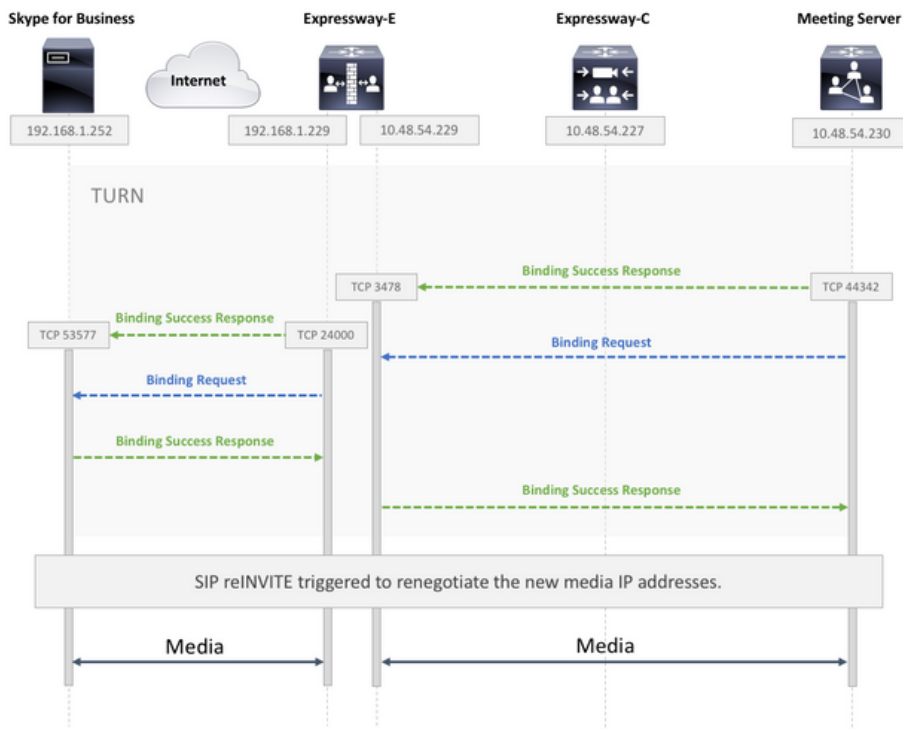 Skype for Business
Expressway-E
Expressway-C
Meeting Server
Internet
192.168.1.252
192.168.1.229
10.48.54.229
10.48.54.227
10.48.54.230
TURN
Binding Success Response
TCP 3478
TCP 44342
Binding Success Response
TCP 53577
TCP 24000
Binding Request
Binding Request
Binding Success Response
Binding Success Response
SIP reINVITE triggered to renegotiate the new media IP addresses.
Media
Media